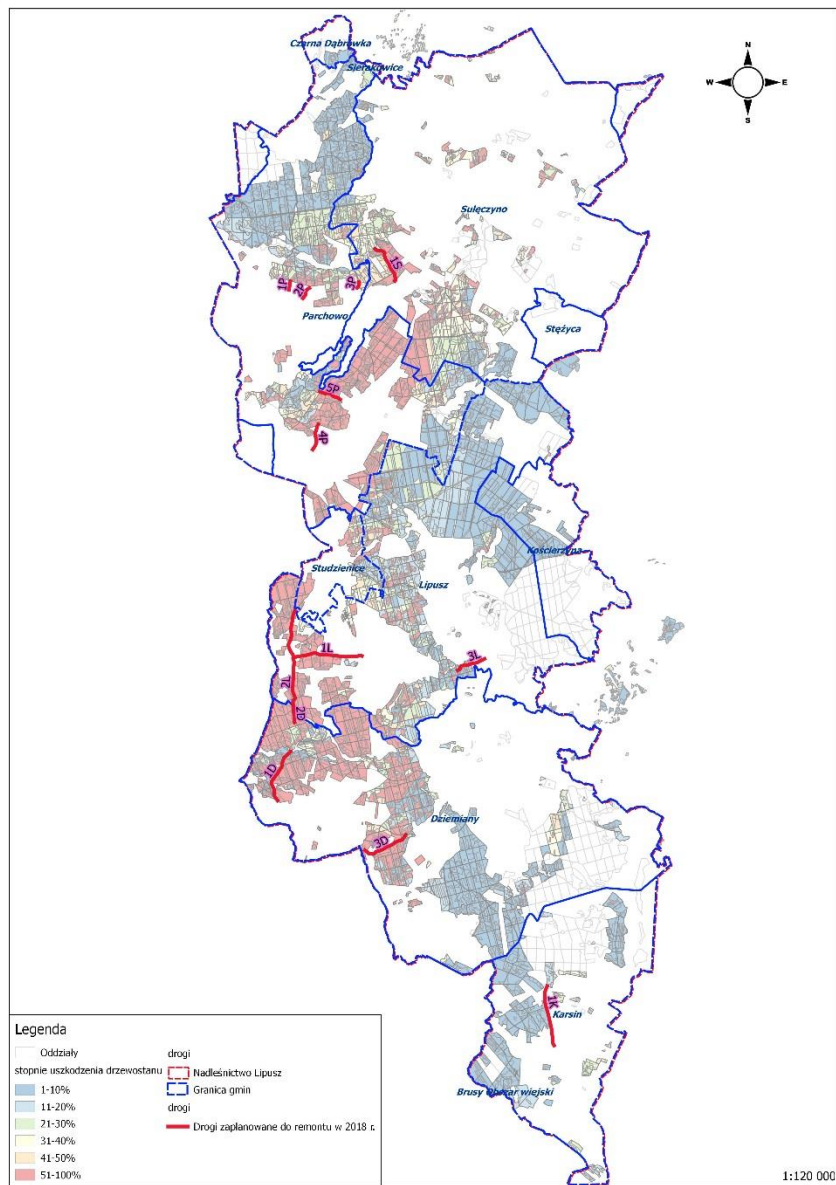 Czarna Dąbrówka
Sierakowice
N
W E
S
Sulęczyno
1S
1P
2P
3P
Parchowo
Stężyca
5P
4P
Kościerzyna
Studzienice
Lipusz
1L
3L
2L
2D
1D
Dziemiany
3D
1K
Karsin
Brusy Obszar wiejski
Legenda
Oddziały
stopnie uszkodzenia drzewostanu
1-10%
11-20%
21-30%
31-40%
41-50%
51-100%
drogi
Nadleśnictwo Lipusz
Granica gmin
drogi
Drogi zaplanowane do remontu w 2018 r.
1:120 000